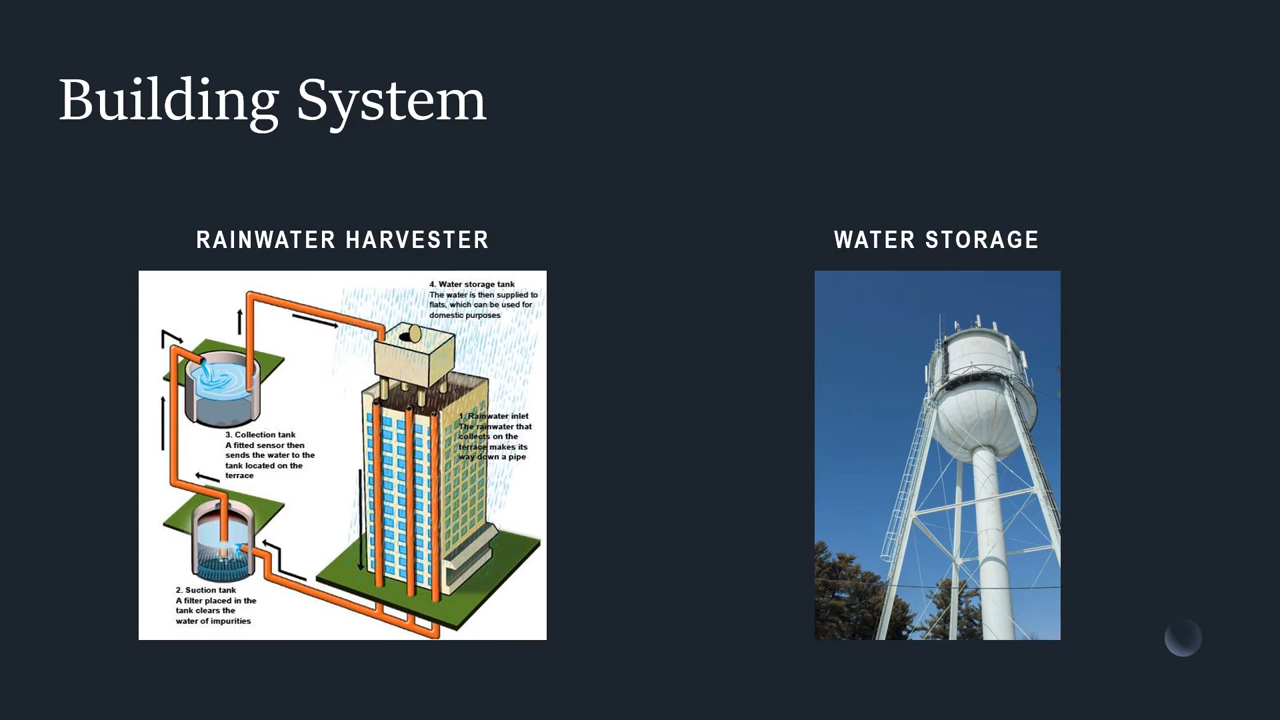 Building System
RAINWATER HARVESTER
WATER STORAGE
4. Water storage tank
The water is then supplied to
flats, which can be used for
domestic purposes
1. Rainwater inlet
The rainwater that
collects on the
terrace makes its
way down a pipe
3. Collection tank
A fitted sensor then
sends the water to the
tank located on the
terrace
2. Suction tank
A filter placed in the
tank clears the
water of impurities